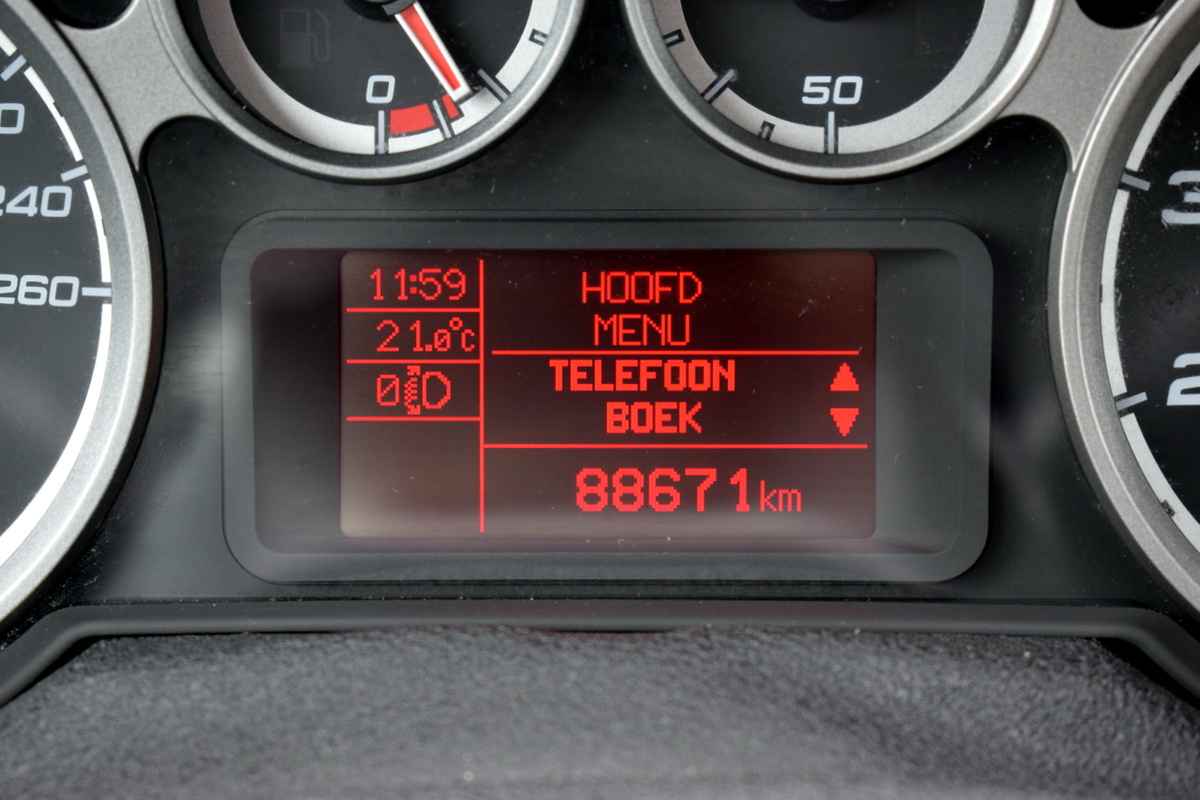 0
50
240
260
11:59
21.0°C
0
HOOFD
MENU
TELEFOON
BOEK
88671km